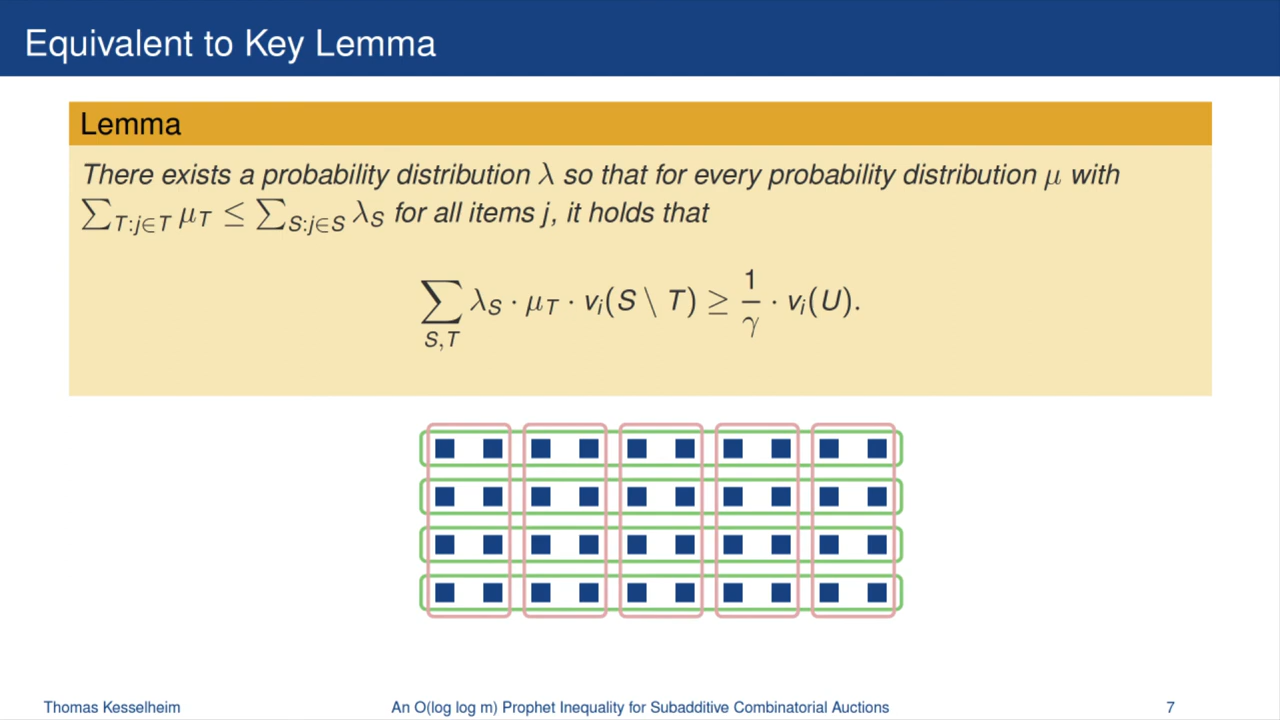 Equivalent to Key Lemma
Lemma
There exists a probability distribution λ so that for every probability distribution μ with
∑_{T:j∈T} μ_T ≤ ∑_{S:j∈S} λ_S for all items j, it holds that
∑_{S,T} λ_S · μ_T · v_i(S \ T) ≥ 1/γ · v_i(U).
Thomas Kesselheim An O(log log m) Prophet Inequality for Subadditive Combinatorial Auctions 7